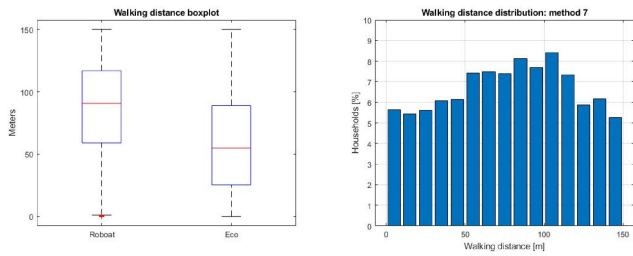 Walking distance boxplot
150
100
50
0
Meters
Roboat
Eco
Walking distance distribution: method 7
10
9
8
7
6
5
4
3
2
1
0
Households [%]
0
50
100
150
Walking distance [m]